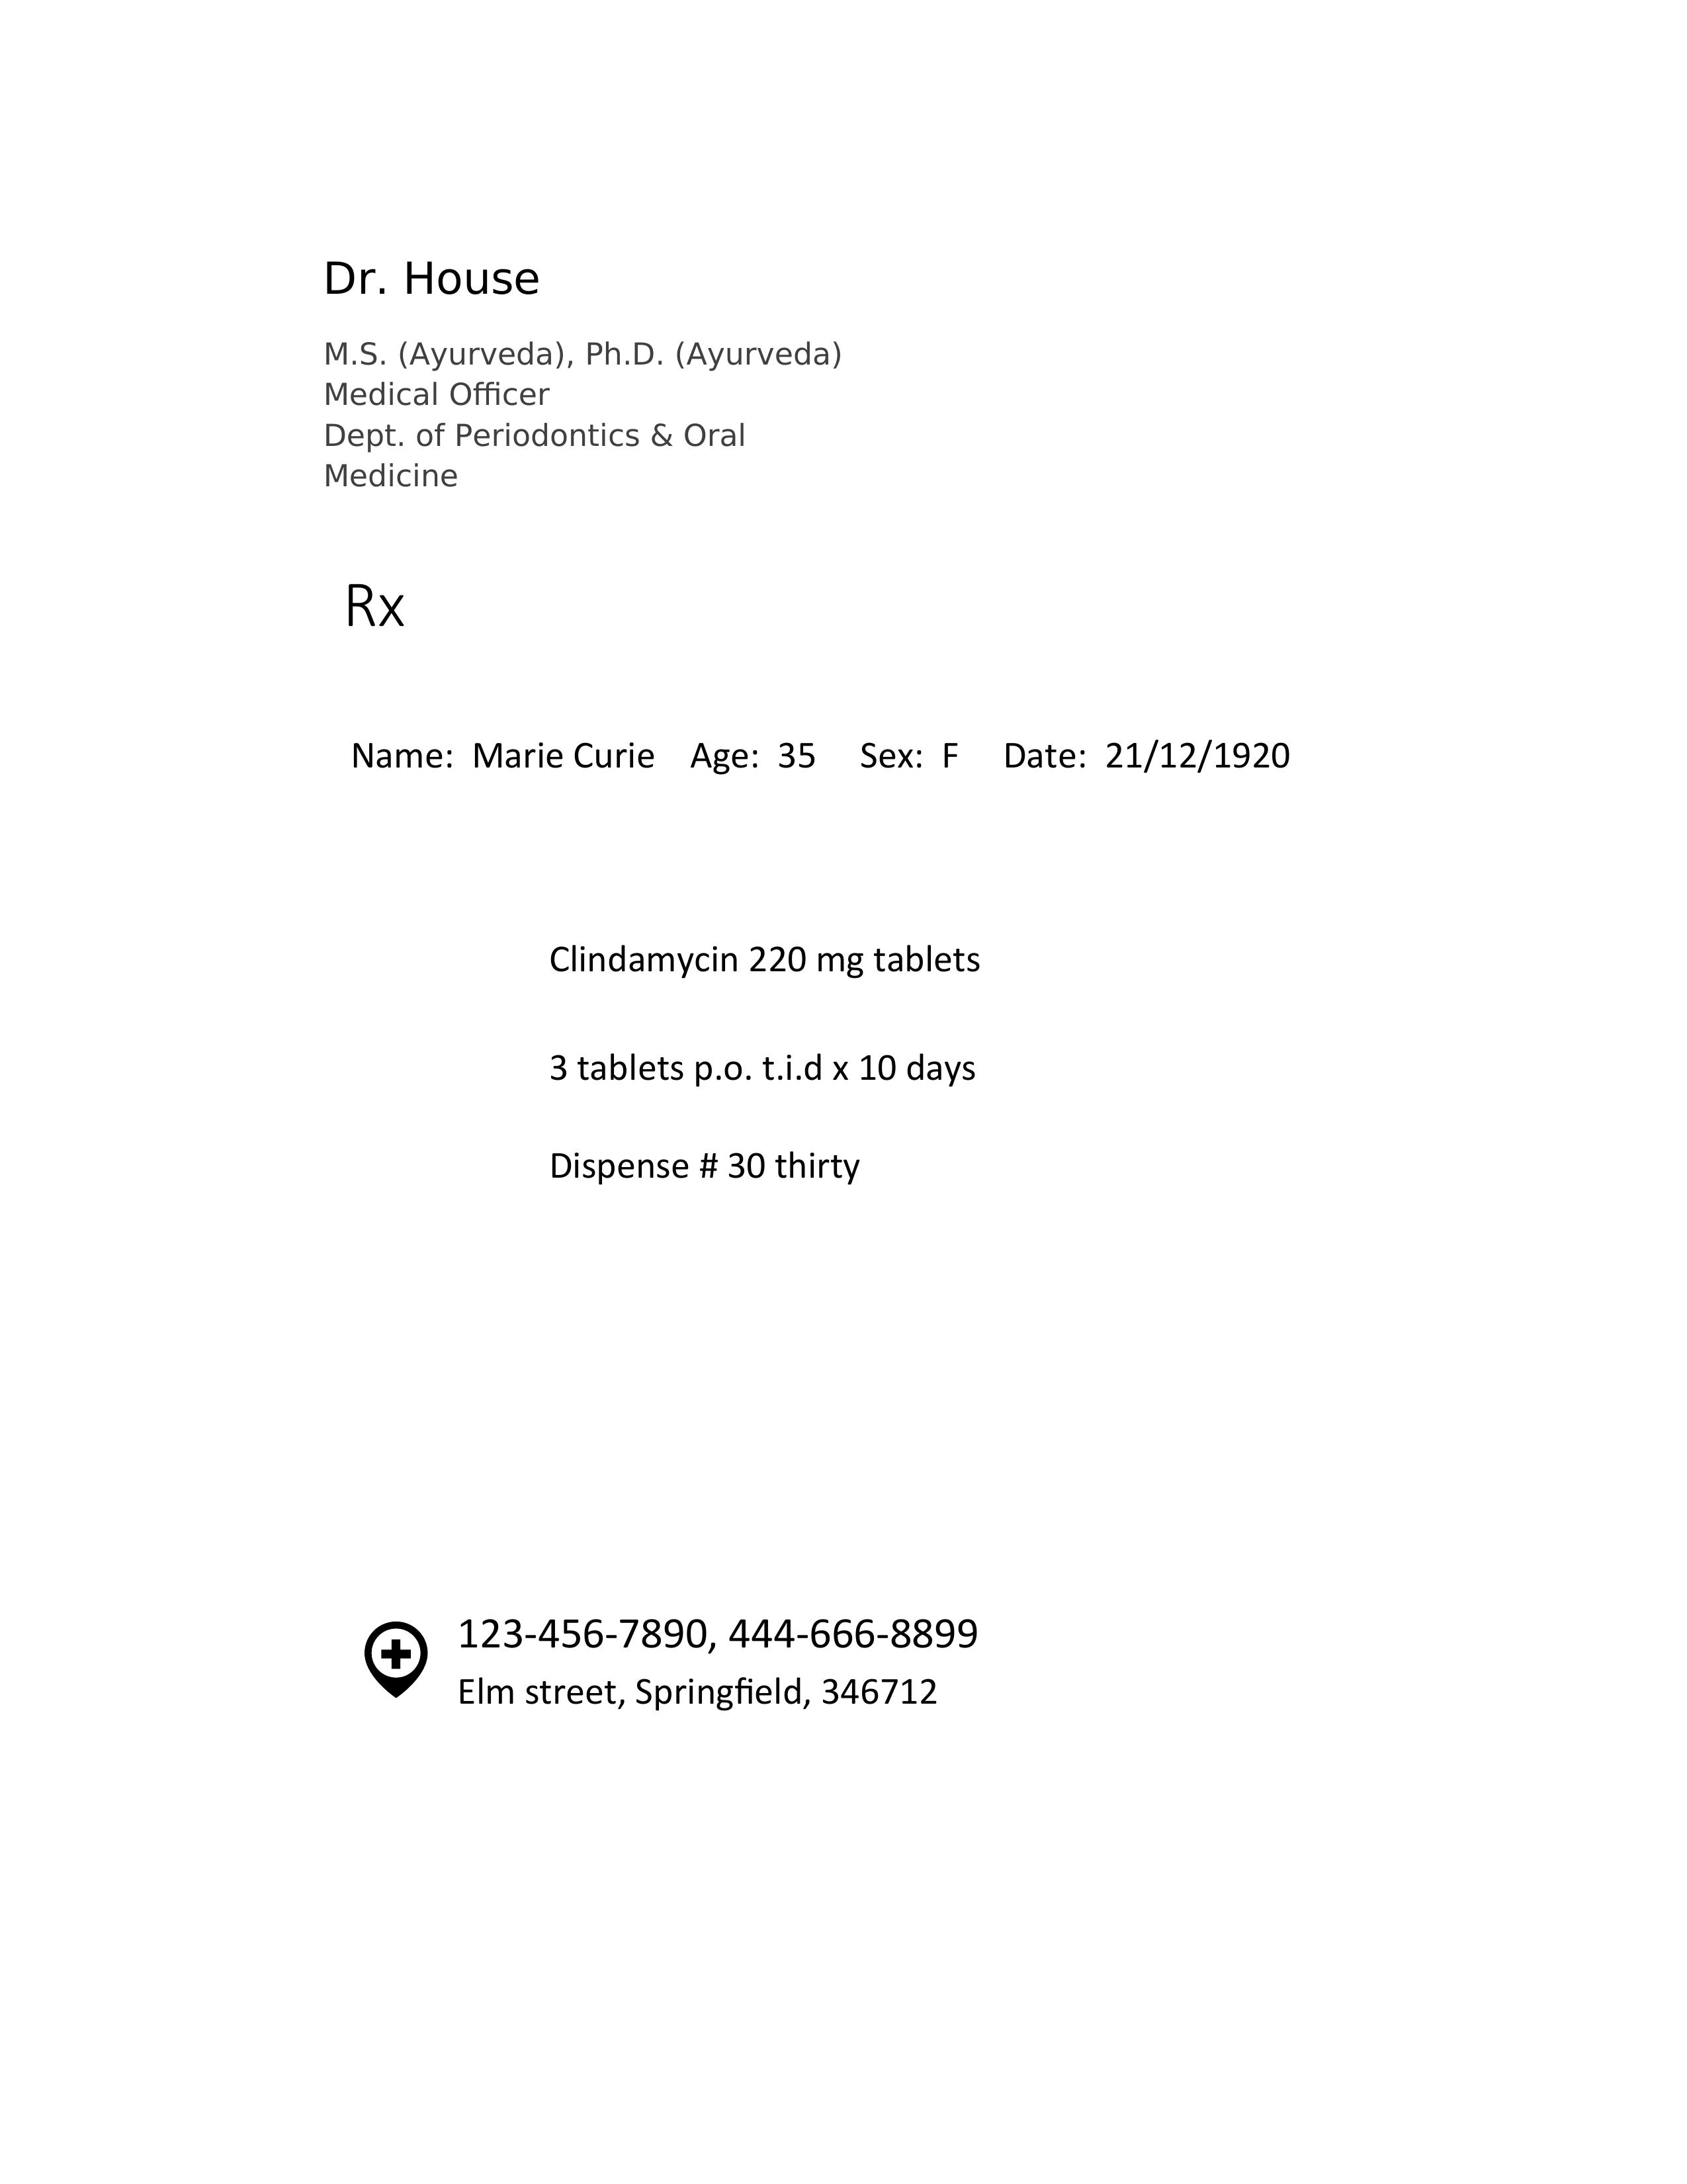 Dr. House
M.S. (Ayurveda), Ph.D. (Ayurveda)
Medical Officer
Dept. of Periodontics & Oral
Medicine
Rx
Name: Marie Curie Age: 35 Sex: F Date: 21/12/1920
Clindamycin 220 mg tablets
3 tablets p.o. t.i.d x 10 days
Dispense # 30 thirty
123-456-7890, 444-666-8899
Elm street, Springfield, 346712